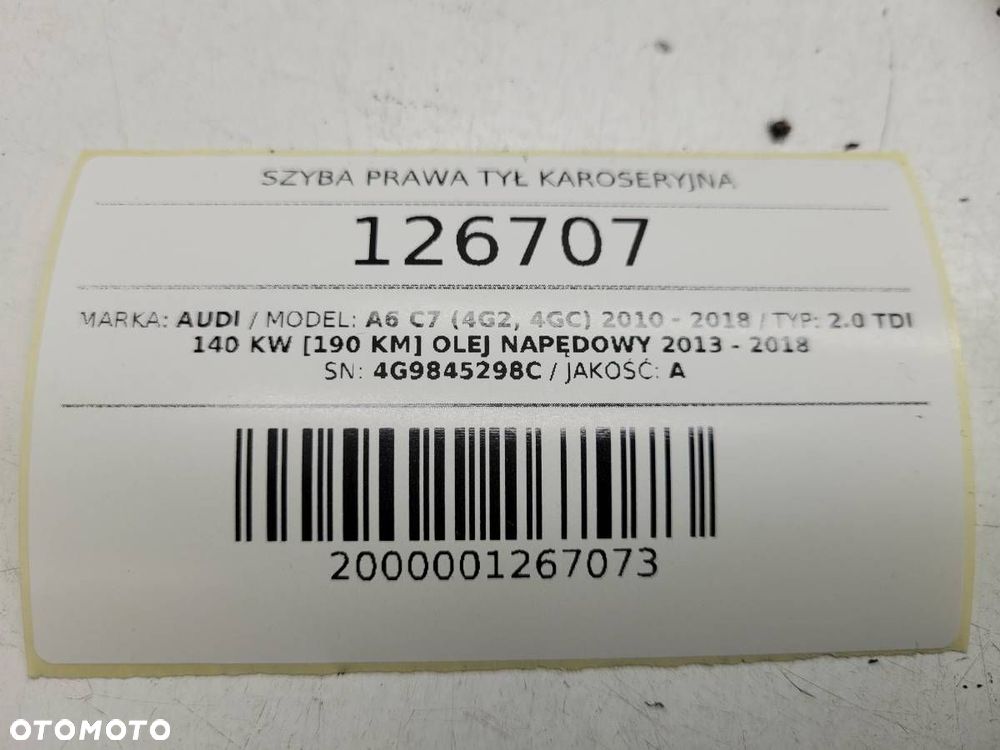 SZYBA PRAWA TYŁ KAROSERYJNA
126707
MARKA: AUDI / MODEL: A6 C7 (4G2, 4GC) 2010 - 2018 / TYP: 2.0 TDI
140 KW [190 KM] OLEJ NAPĘDOWY 2013 - 2018
SN: 4G9845298C / JAKOŚĆ: A
2000001267073
OTOMOTO